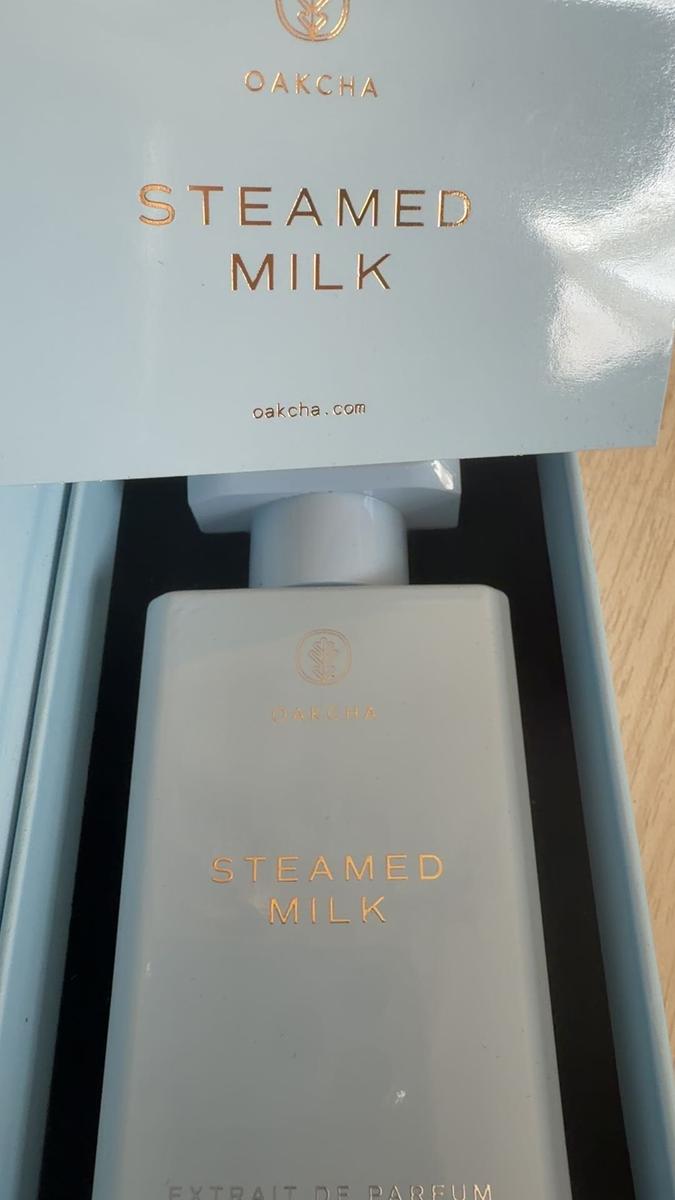 OAKCHA
STEAMED
MILK
oakcha.com
OAKCHA
STEAMED
MILK
EXTRAIT DE PARFUM